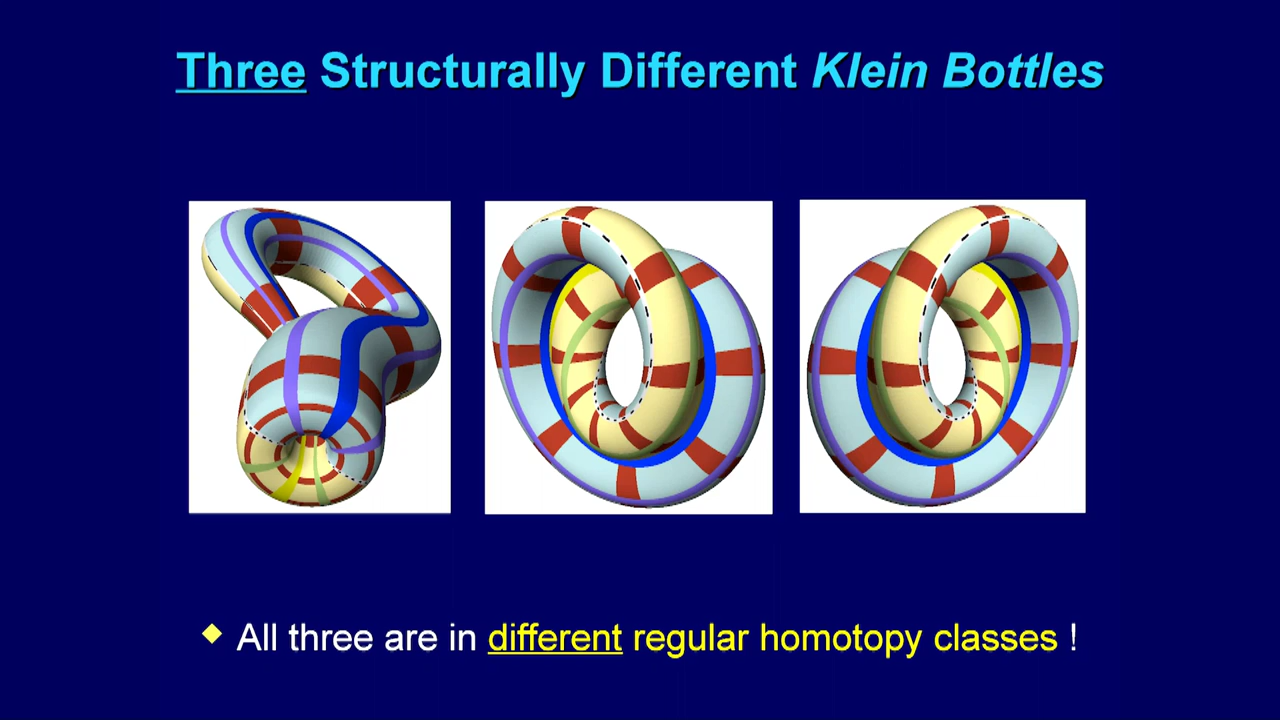 Three Structurally Different Klein Bottles
All three are in different regular homotopy classes !